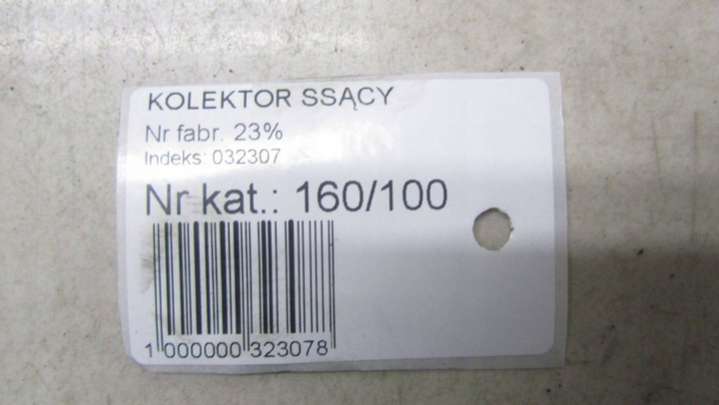 KOLEKTOR SSĄCY
Nr fabr. 23%
Indeks: 032307
Nr kat.: 160/100
1 000000 323078